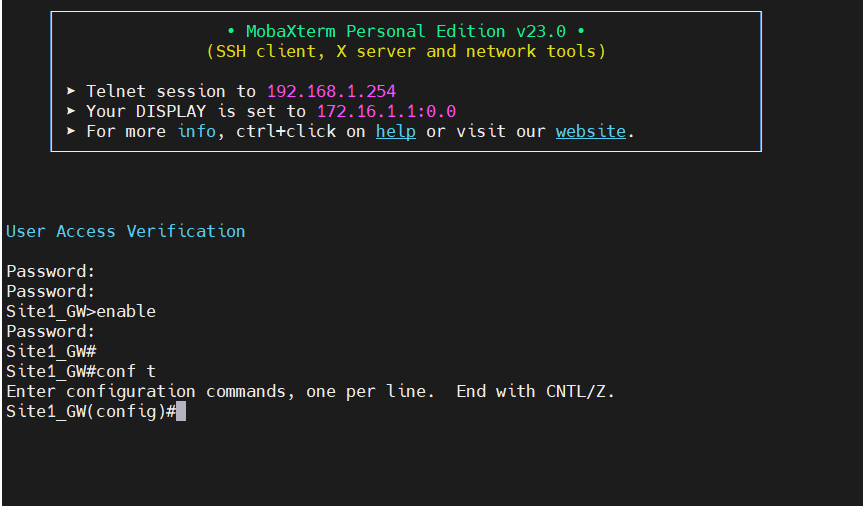 • MobaXterm Personal Edition v23.0 •
(SSH client, X server and network tools)
➤ Telnet session to 192.168.1.254
➤ Your DISPLAY is set to 172.16.1.1:0.0
➤ For more info, ctrl+click on help or visit our website.
User Access Verification
Password:
Password:
Site1_GW>enable
Password:
Site1_GW#
Site1_GW#conf t
Enter configuration commands, one per line.  End with CNTL/Z.
Site1_GW(config)#